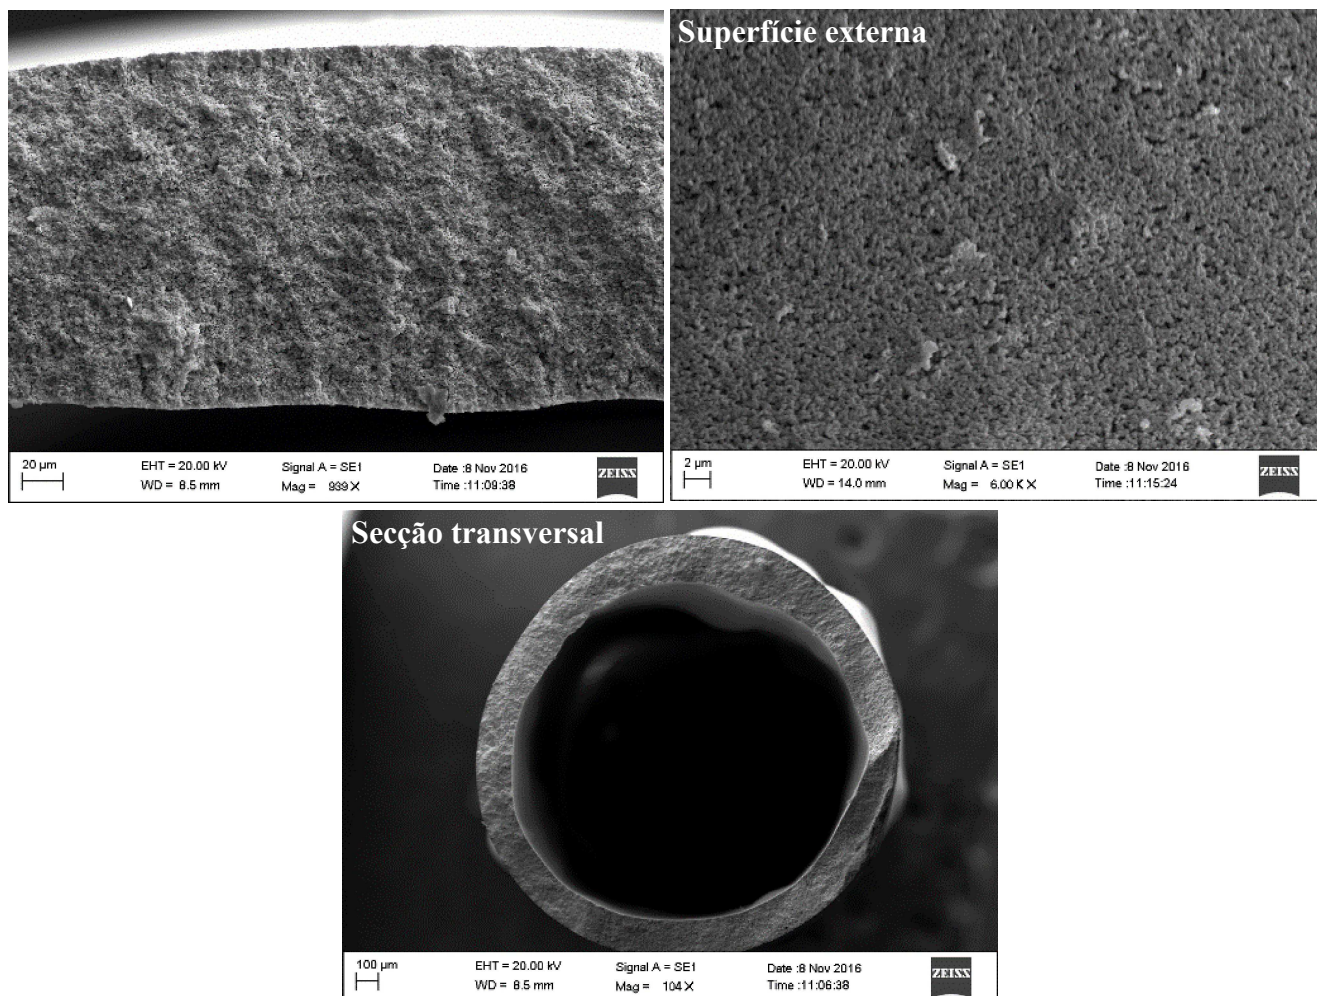 Superfície externa
20 µm
EHT = 20.00 kV
Signal A = SE1
Date :8 Nov 2016
WD = 8.5 mm
Mag = 939 X
Time :11:09:38
ZEISS
2 µm
EHT = 20.00 kV
Signal A = SE1
Date :8 Nov 2016
WD = 14.0 mm
Mag = 6.00 K X
Time :11:15:24
ZEISS
Secção transversal
100 µm
EHT = 20.00 kV
Signal A = SE1
Date :8 Nov 2016
WD = 8.5 mm
Mag = 104 X
Time :11:06:38
ZEISS